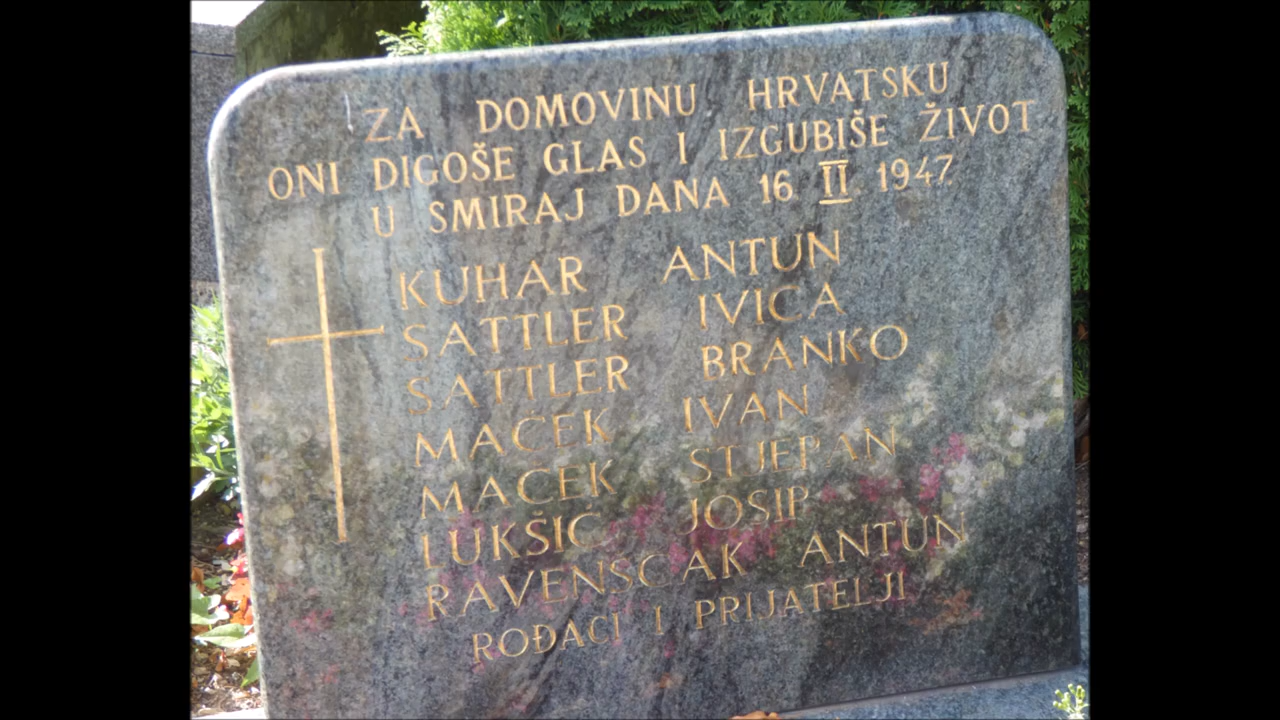 ZA DOMOVINU HRVATSKU
ONI DIGOŠE GLAS I IZGUBIŠE ŽIVOT
U SMIRAJ DANA 16 II 1947
KUHAR ANTUN
SATTLER IVICA
SATTLER BRANKO
MAČEK IVAN
MAČEK STJEPAN
LUKŠIĆ JOSIP
RAVENSCAK ANTUN
ROĐACI I PRIJATELJI